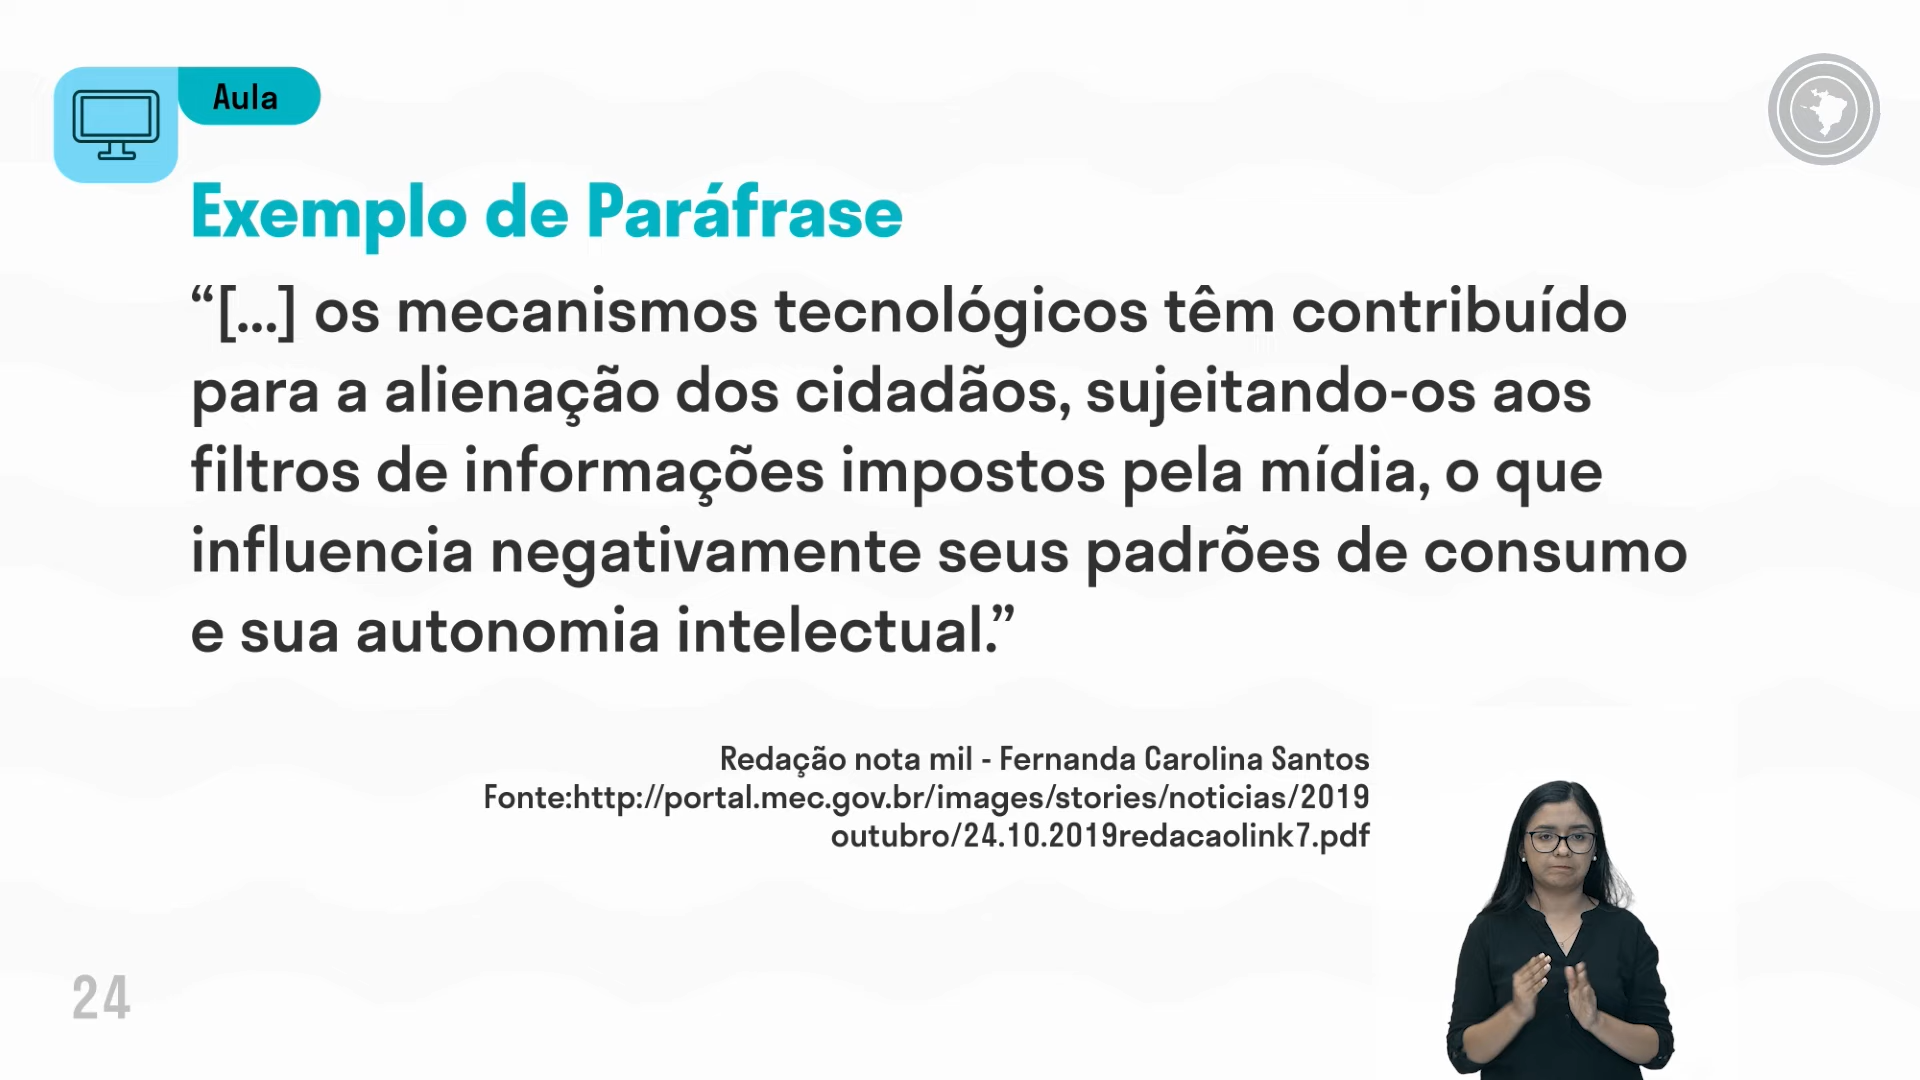 Aula
Exemplo de Paráfrase
“[...] os mecanismos tecnológicos têm contribuído
para a alienação dos cidadãos, sujeitando-os aos
filtros de informações impostos pela mídia, o que
influencia negativamente seus padrões de consumo
e sua autonomia intelectual.”
Redação nota mil - Fernanda Carolina Santos
Fonte:http://portal.mec.gov.br/images/stories/noticias/2019
outubro/24.10.2019redacaolink7.pdf
24